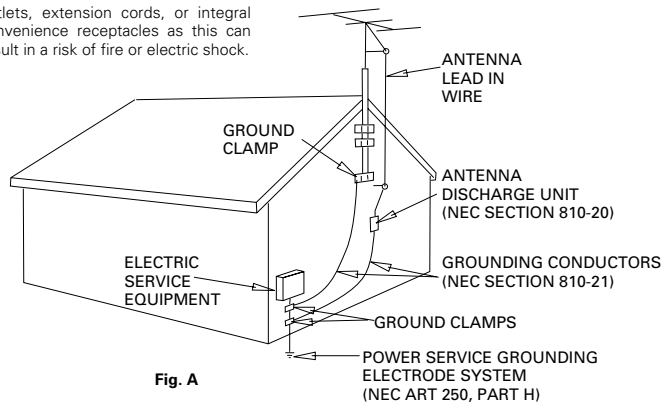 tlets, extension cords, or integral
nvenience receptacles as this can
sult in a risk of fire or electric shock.
ANTENNA
LEAD IN
WIRE
GROUND
CLAMP
ANTENNA
DISCHARGE UNIT
(NEC SECTION 810-20)
ELECTRIC
SERVICE
EQUIPMENT
GROUNDING CONDUCTORS
(NEC SECTION 810-21)
GROUND CLAMPS
POWER SERVICE GROUNDING
ELECTRODE SYSTEM
(NEC ART 250, PART H)
Fig. A